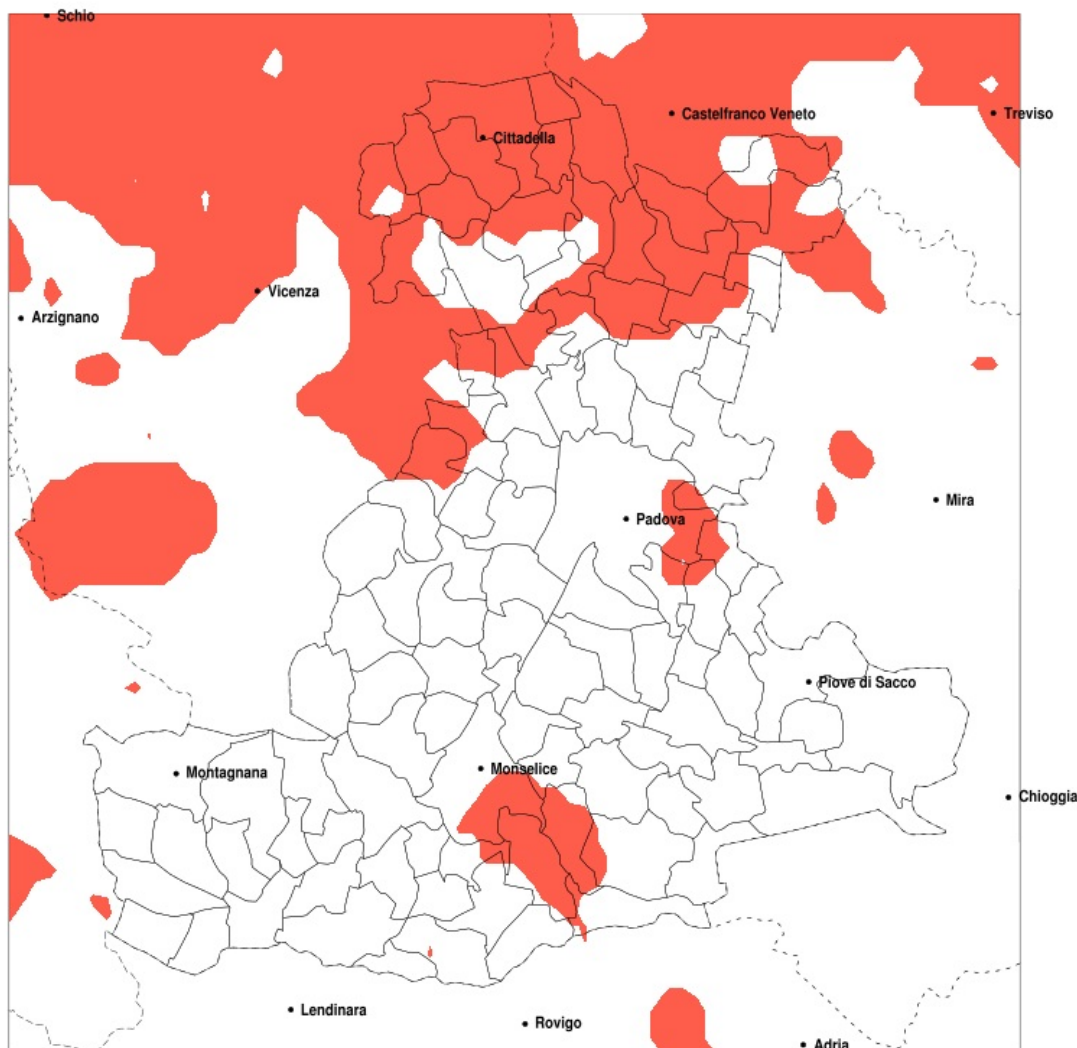 Schio
Castelfranco Veneto
Treviso
Cittadella
Vicenza
Arzignano
Mira
Padova
Piove di Sacco
Monselice
Montagnana
Chioggia
Lendinara
Rovigo
Adria